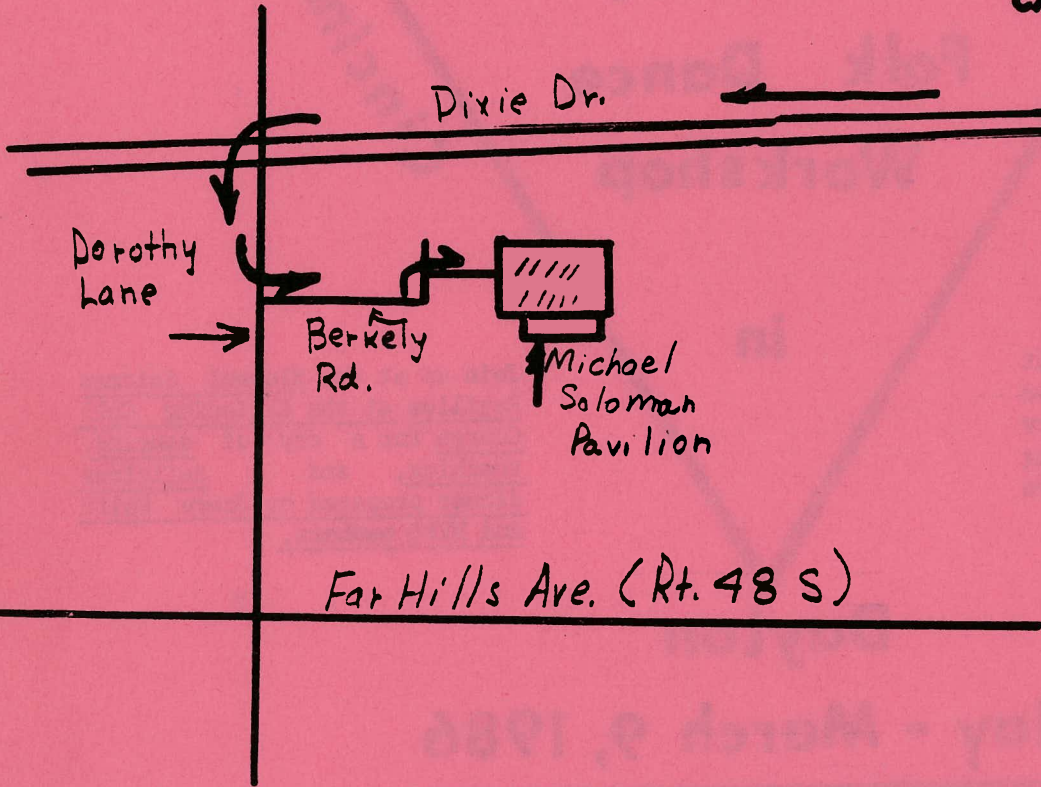 Dixie Dr.
Dorothy
Lane
Berkely
Rd.
Michael
Soloman
Pavilion
Far Hills Ave. (Rt. 48 S)